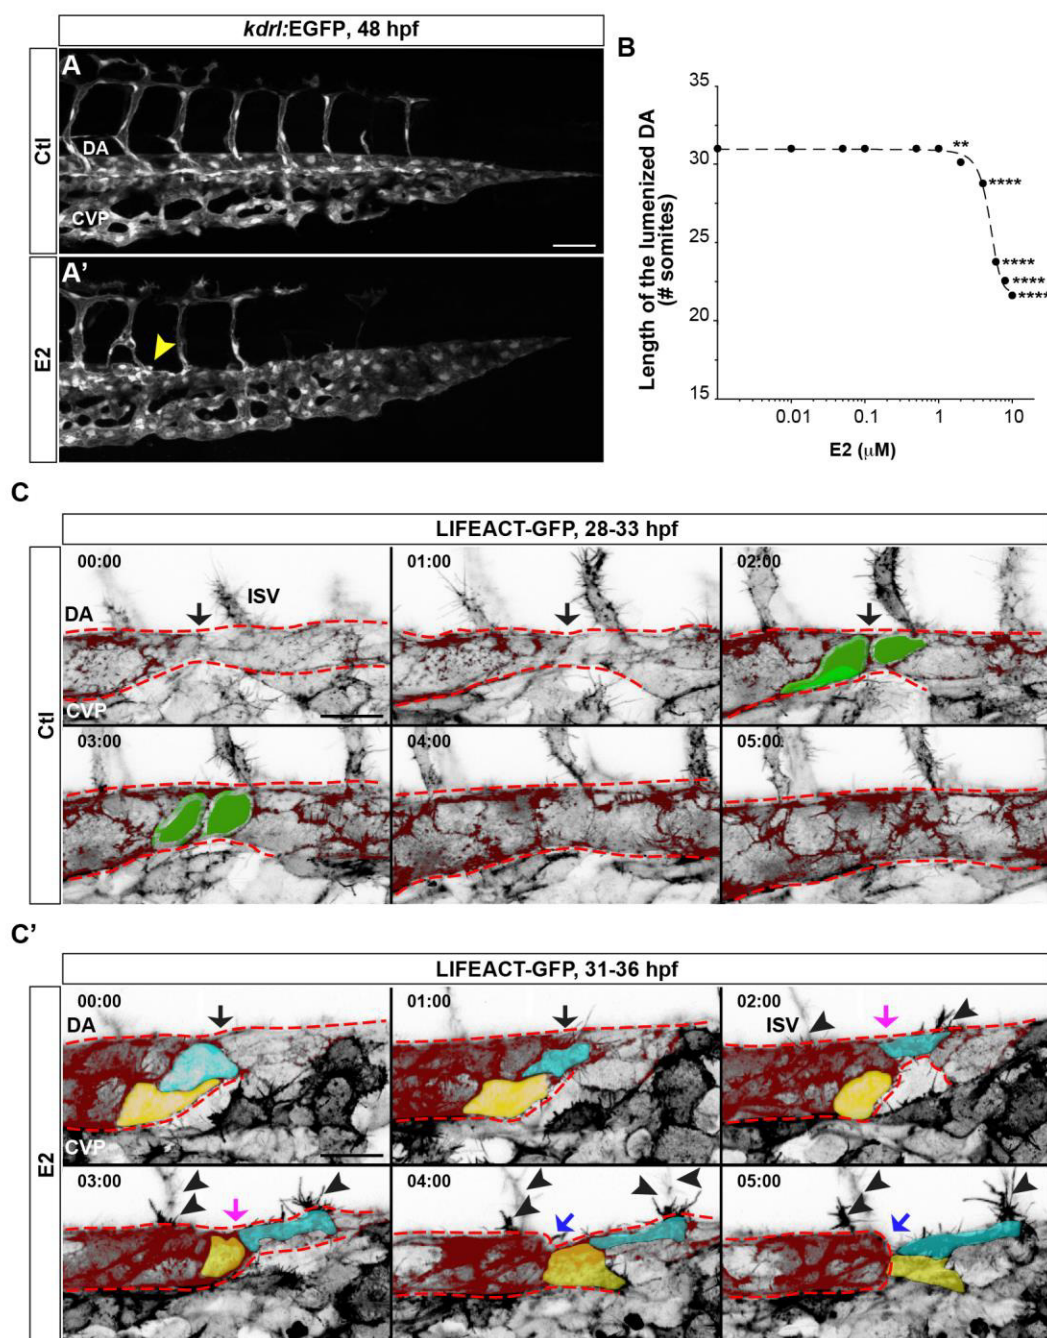 kdrl:EGFP, 48 hpf
A
Ctl
DA
CVP
A'
E2
B
Length of the lumenized DA
(# somites)
35
30
25
20
15
**
****
****
****
****
0.01
0.1
1
10
E2 (μM)
C
LIFEACT-GFP, 28-33 hpf
Ctl
00:00
DA
ISV
CVP
01:00
02:00
03:00
04:00
05:00
C'
LIFEACT-GFP, 31-36 hpf
E2
00:00
DA
CVP
01:00
02:00
ISV
03:00
04:00
05:00